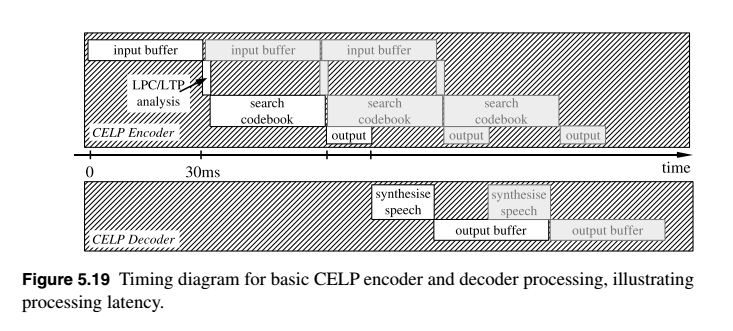 input buffer
input buffer
input buffer
LPC/LTP
analysis
search
codebook
search
codebook
search
codebook
CELP Encoder
output
output
output
0
30ms
time
synthesise
speech
synthesise
speech
output buffer
output buffer
CELP Decoder
Figure 5.19 Timing diagram for basic CELP encoder and decoder processing, illustrating
processing latency.